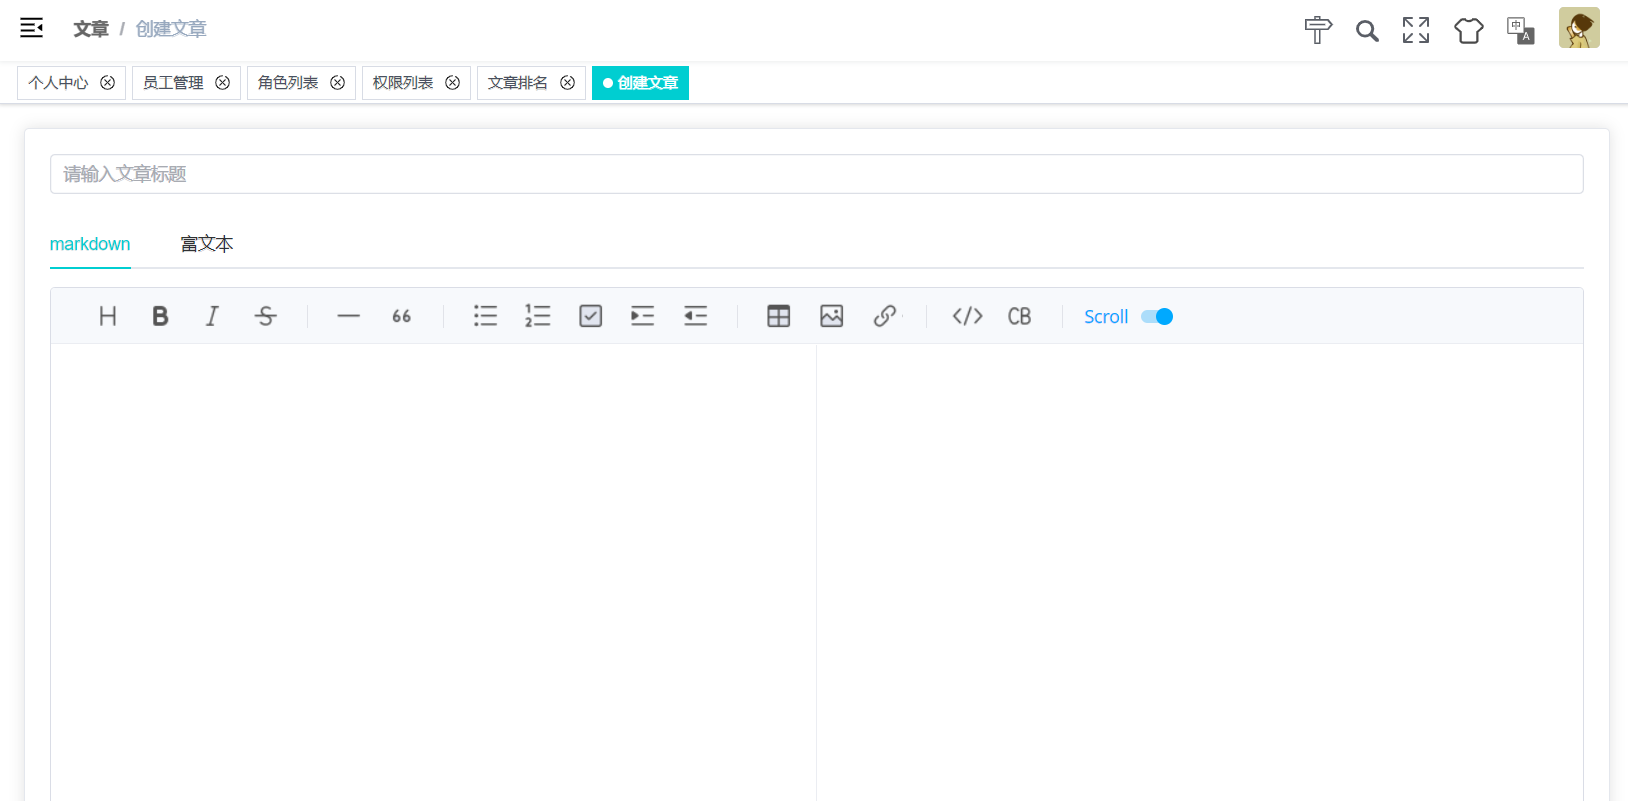 文章 / 创建文章
中 A
个人中心 员工管理 角色列表 权限列表 文章排名 创建文章
请输入文章标题
markdown 富文本
H B I S 66 </> CB Scroll